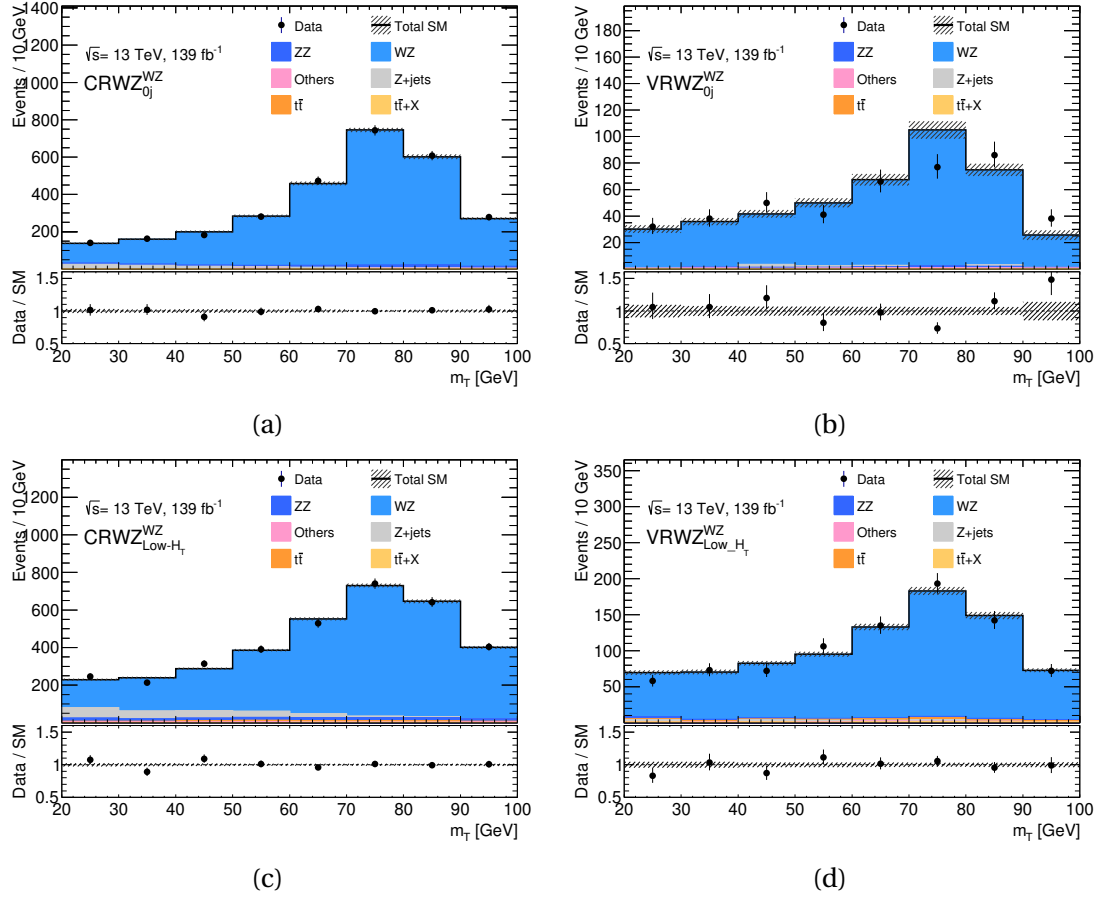 Events / 10 GeV
1400
1200
1000
800
600
400
200
√s= 13 TeV, 139 fb⁻¹
CRWZ^WZ_0j
Data
Total SM
ZZ
WZ
Others
Z+jets
tt̄
tt̄+X
Data / SM
1.5
1
0.5
20 30 40 50 60 70 80 90 100
m_T [GeV]
(a)
Events / 10 GeV
180
160
140
120
100
80
60
40
20
√s= 13 TeV, 139 fb⁻¹
VRWZ^WZ_0j
Data
Total SM
ZZ
WZ
Others
Z+jets
tt̄
tt̄+X
Data / SM
1.5
1
0.5
20 30 40 50 60 70 80 90 100
m_T [GeV]
(b)
Events / 10 GeV
1200
1000
800
600
400
200
√s= 13 TeV, 139 fb⁻¹
CRWZ^WZ_Low-H_T
Data
Total SM
ZZ
WZ
Others
Z+jets
tt̄
tt̄+X
Data / SM
1.5
1
0.5
20 30 40 50 60 70 80 90 100
m_T [GeV]
(c)
Events / 10 GeV
350
300
250
200
150
100
50
√s= 13 TeV, 139 fb⁻¹
VRWZ^WZ_Low_H_T
Data
Total SM
ZZ
WZ
Others
Z+jets
tt̄
tt̄+X
Data / SM
1.5
1
0.5
20 30 40 50 60 70 80 90 100
m_T [GeV]
(d)